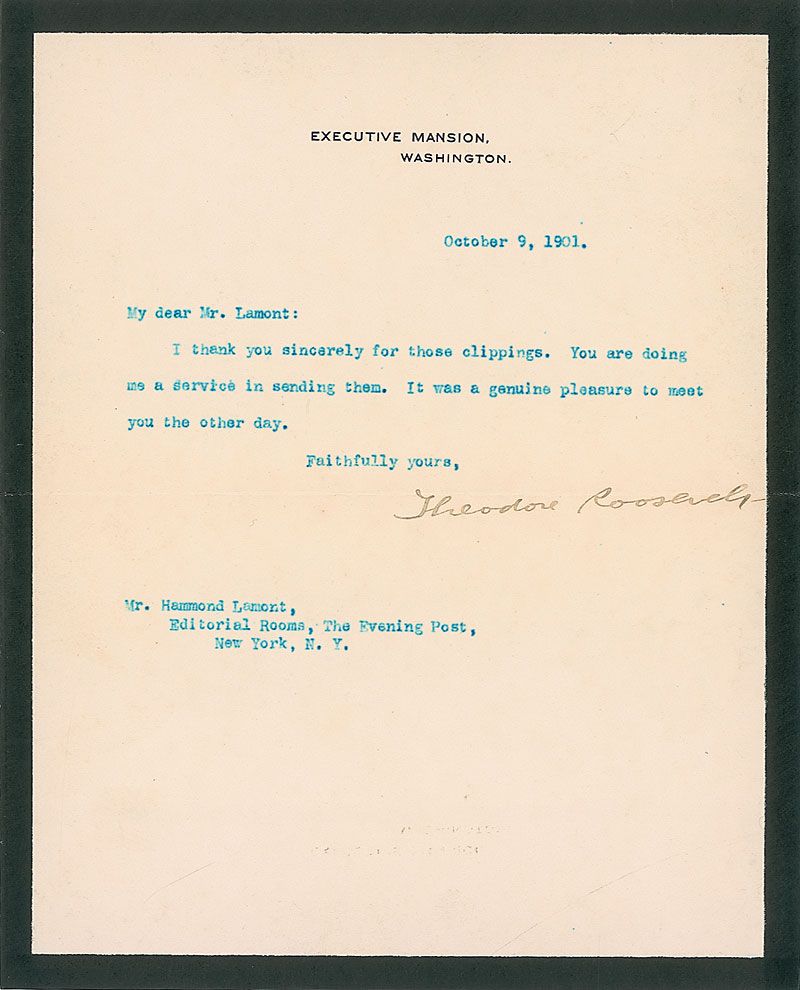 EXECUTIVE MANSION,
WASHINGTON.
October 9, 1901.
My dear Mr. Lamont:
I thank you sincerely for those clippings. You are doing
me a service in sending them. It was a genuine pleasure to meet
you the other day.
Faithfully yours,
Theodore Roosevelt
Mr. Hammond Lamont,
Editorial Rooms, The Evening Post,
New York, N. Y.